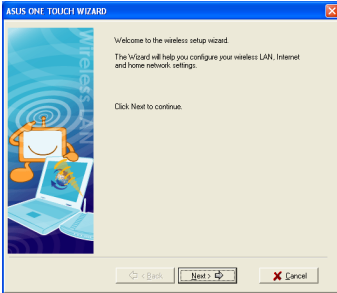 ASUS ONE TOUCH WIZARD
Wireless LAN
Welcome to the wireless setup wizard.
The Wizard will help you configure your wireless LAN, Internet
and home network settings.
Click Next to continue.
< Back
Next >
Cancel